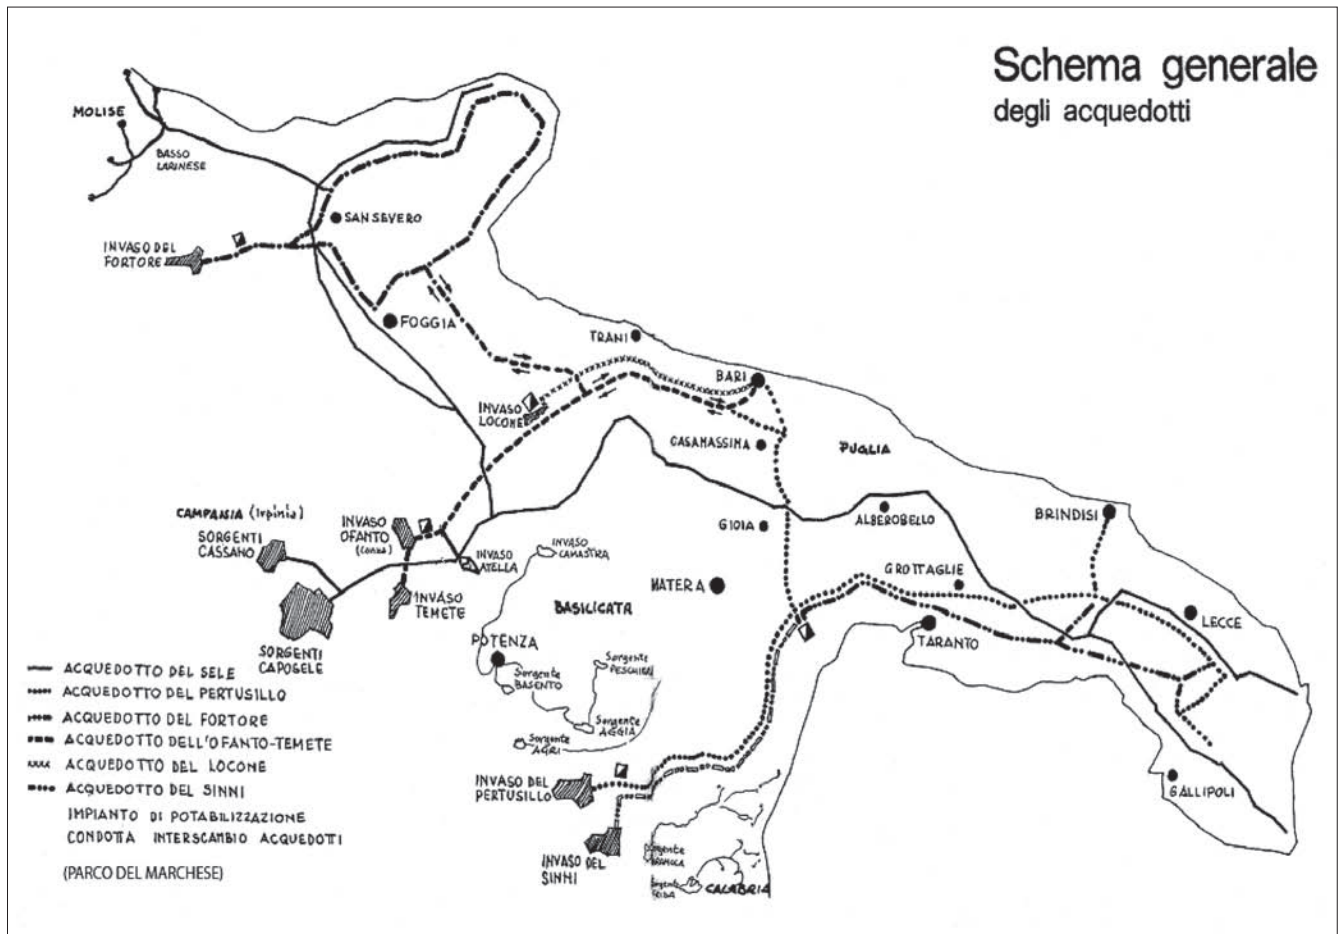 Schema generale
degli acquedotti
MOLISE
BASSO
LARINESE
SAN SEVERO
INVASO DEL
FORTORE
FOGGIA
TRANI
BARI
INVASO
LOCONE
CASAMASSIMA
PUGLIA
CAMPANIA (Irpinia)
SORGENTI
CASSANO
INVASO
OFANTO
(Conza)
INVASO
ATELLA
INVASO
CAMASTRA
GIOIA
ALBEROBELLO
BRINDISI
INVASO
TEMETE
BASILICATA
MATERA
GROTTAGLIE
TARANTO
LECCE
SORGENTI
CAPOSELE
POTENZA
Sorgente
BASENTO
Sorgente
Sorgente
AGGIA
Sorgente
AGRI
ACQUEDOTTO DEL SELE
ACQUEDOTTO DEL PERTUSILLO
ACQUEDOTTO DEL FORTORE
ACQUEDOTTO DELL'OFANTO-TEMETE
ACQUEDOTTO DEL LOCONE
ACQUEDOTTO DEL SINNI
IMPIANTO DI POTABILIZZAZIONE
CONDOTTA INTERSCAMBIO ACQUEDOTTI
(PARCO DEL MARCHESE)
INVASO DEL
PERTUSILLO
INVASO DEL
SINNI
GALLIPOLI
CALABRIA